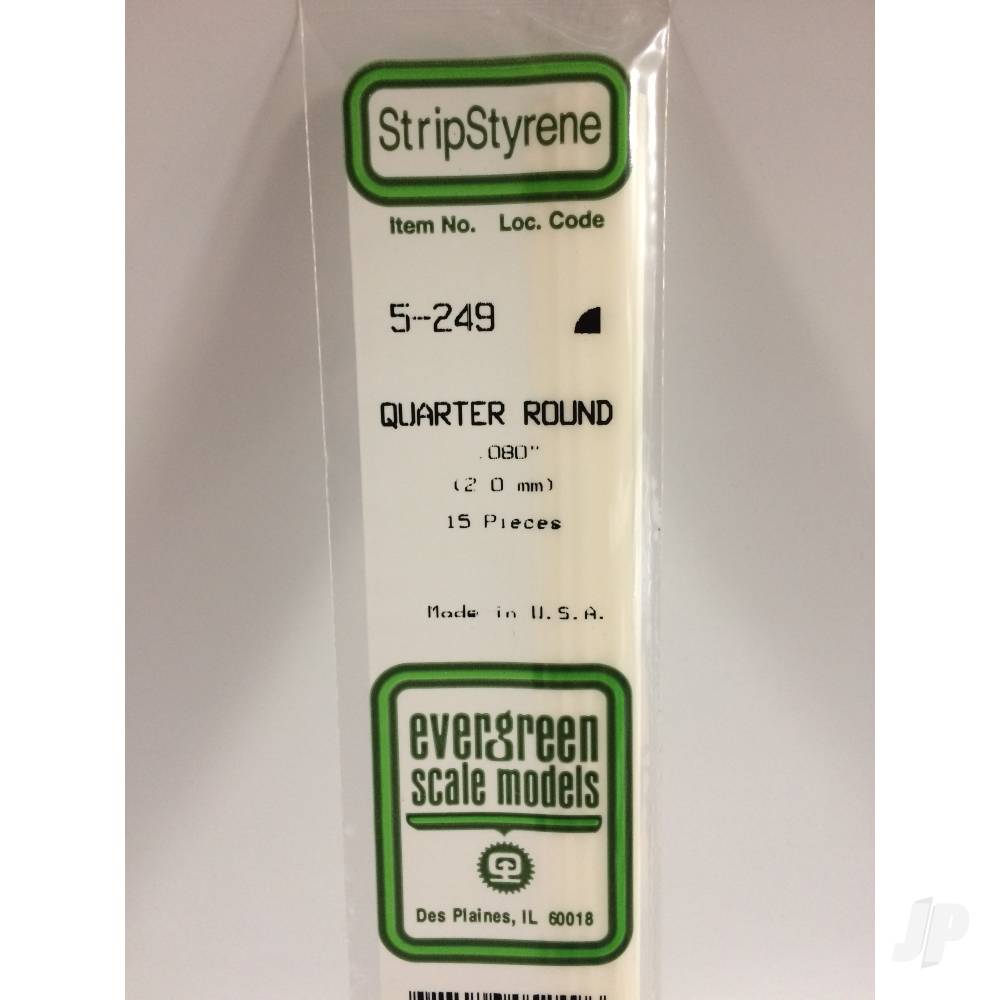 StripStyrene
Item No. Loc. Code
5-249
QUARTER ROUND
.080"
(2 0 mm)
15 Pieces
Made in U.S.A.
evergreen
scale models
Des Plaines, IL 60018
JP